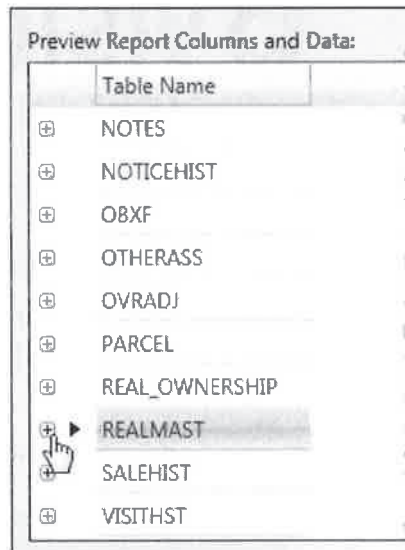 Preview Report Columns and Data:
Table Name
NOTES
NOTICEHIST
OBXF
OTHERASS
OVRADJ
PARCEL
REAL_OWNERSHIP
REALMAST
SALEHIST
VISITHST